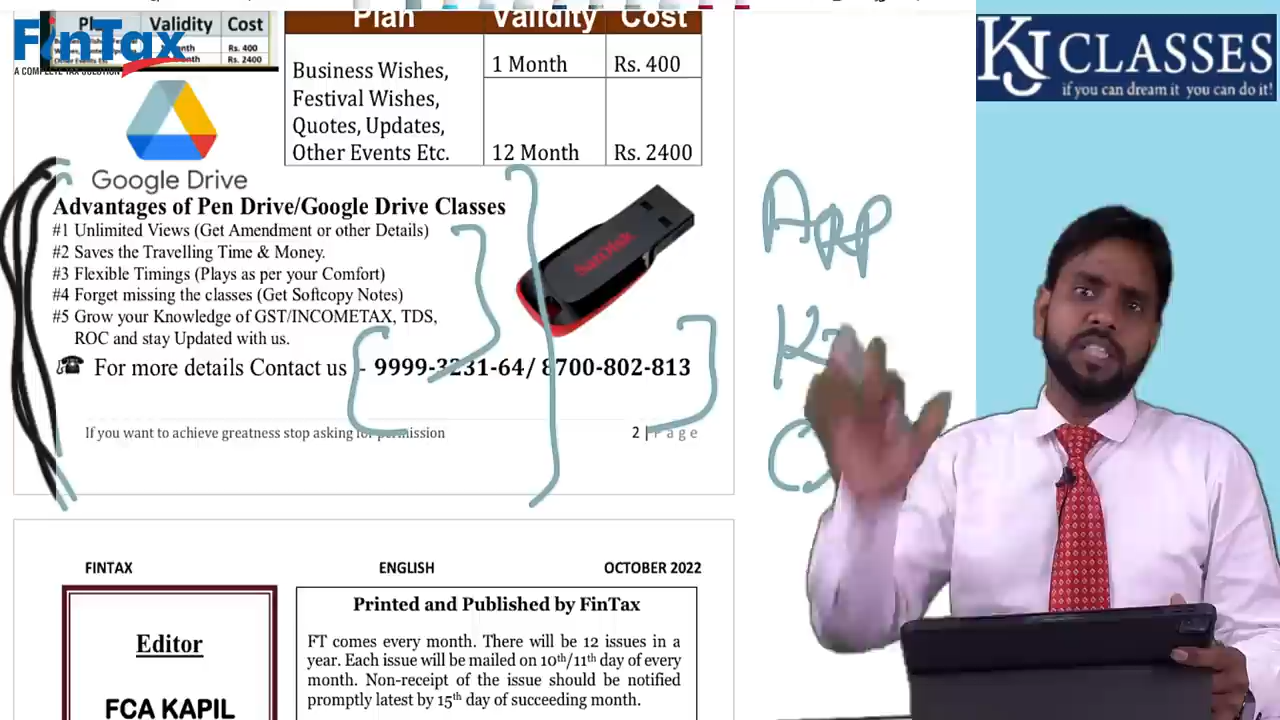 FinTax
A COMPLETE TAX SOLUTION
Plan Validity Cost
Rs. 400
Rs. 2400
Plan Validity Cost
Business Wishes, Festival Wishes, Quotes, Updates, Other Events Etc.
1 Month Rs. 400
12 Month Rs. 2400
KJ CLASSES
if you can dream it you can do it!
Google Drive
Advantages of Pen Drive/Google Drive Classes
#1 Unlimited Views (Get Amendment or other Details)
#2 Saves the Travelling Time & Money.
#3 Flexible Timings (Plays as per your Comfort)
#4 Forget missing the classes (Get Softcopy Notes)
#5 Grow your Knowledge of GST/INCOMETAX, TDS,
ROC and stay Updated with us.
SanDisk
For more details Contact us - 9999-3231-64/ 8700-802-813
If you want to achieve greatness stop asking for permission 2 | Page
App
FINTAX ENGLISH OCTOBER 2022
Editor
FCA KAPIL
Printed and Published by FinTax
FT comes every month. There will be 12 issues in a
year. Each issue will be mailed on 10th/11th day of every
month. Non-receipt of the issue should be notified
promptly latest by 15th day of succeeding month.